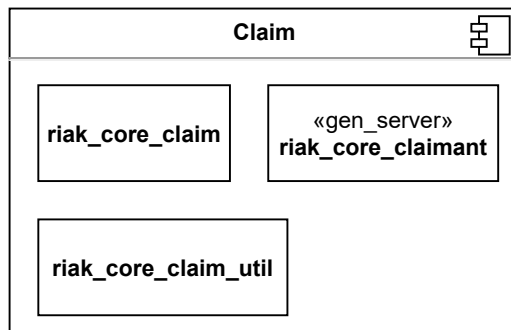 Claim
riak_core_claim
«gen_server»
riak_core_claimant
riak_core_claim_util